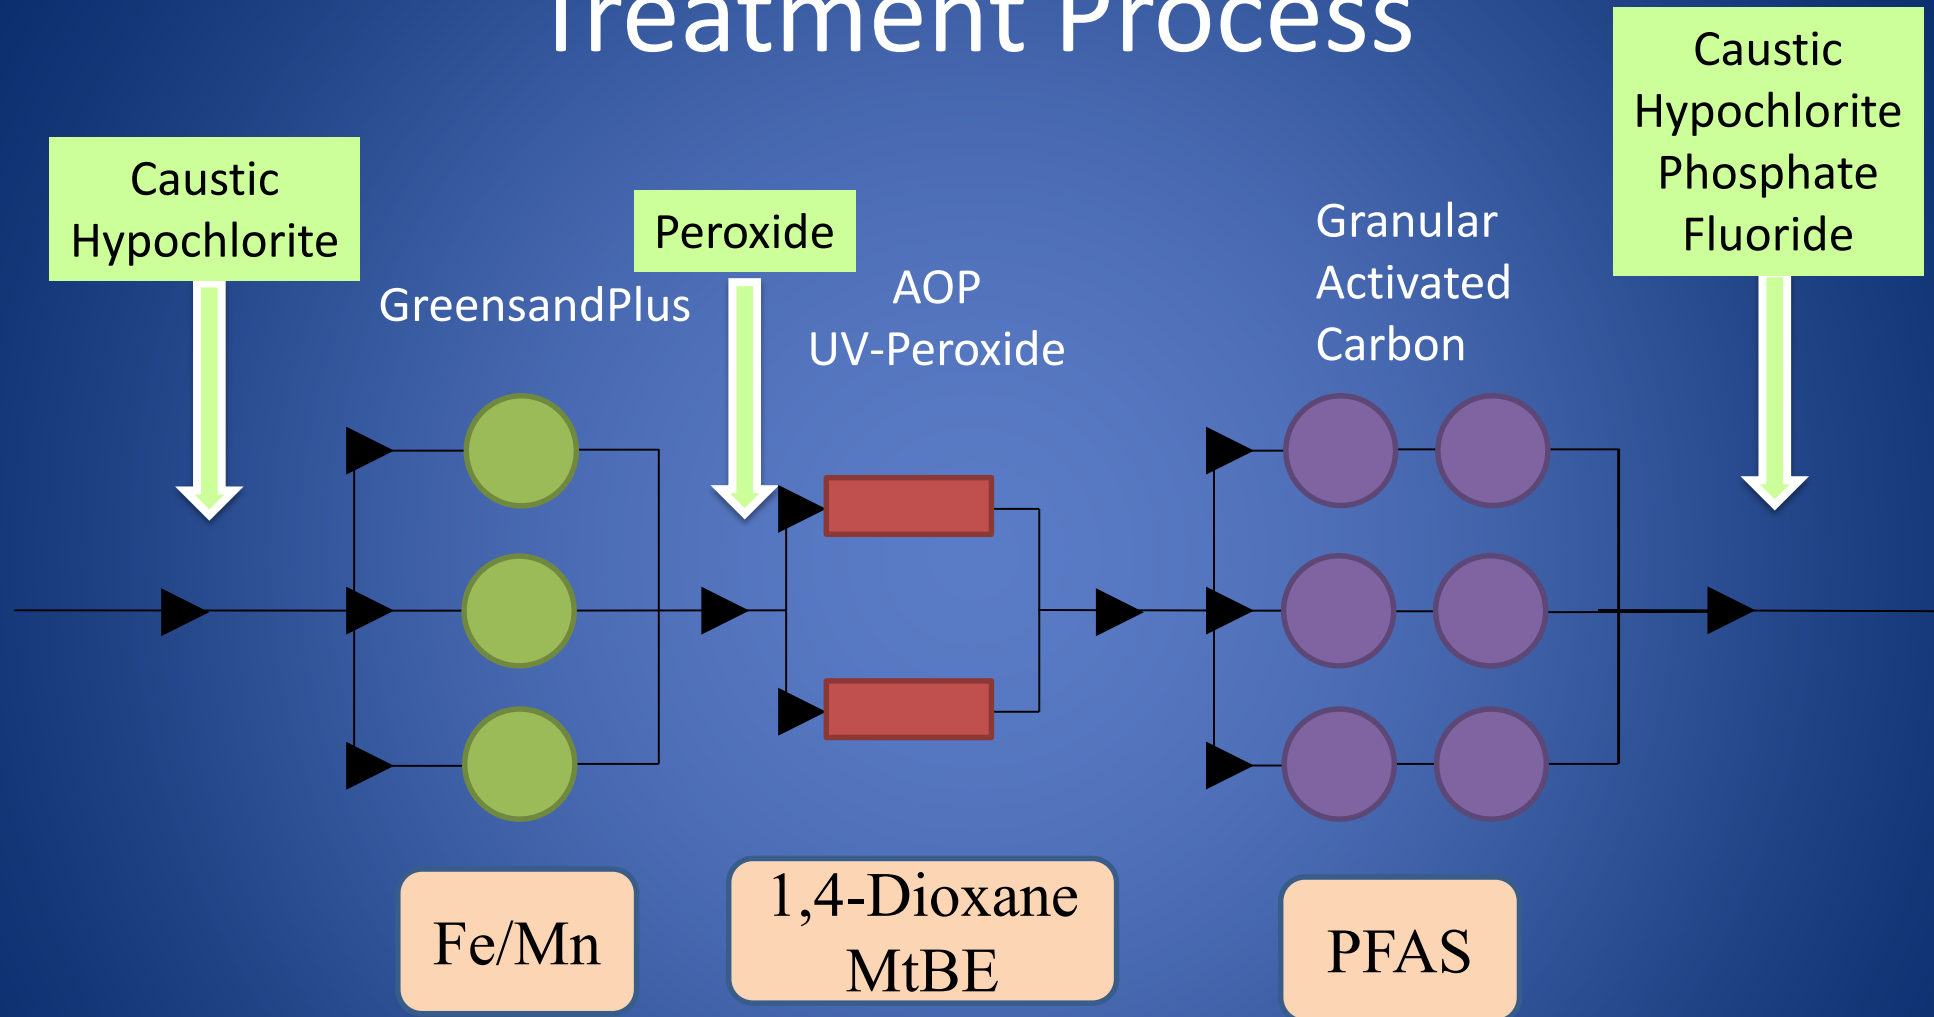 Treatment Process
Caustic
Hypochlorite
GreensandPlus
Peroxide
AOP
UV-Peroxide
Granular
Activated
Carbon
Caustic
Hypochlorite
Phosphate
Fluoride
Fe/Mn
1,4-Dioxane
MtBE
PFAS